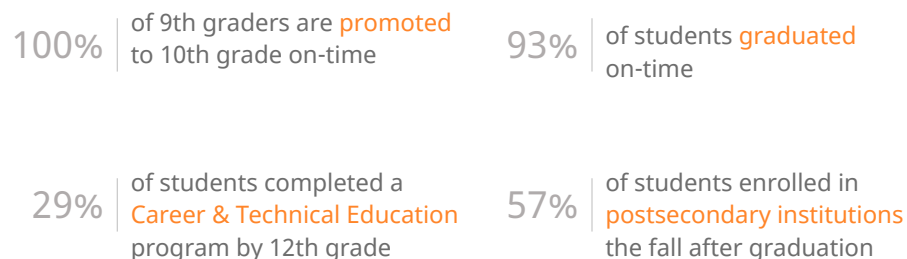 100%
of 9th graders are promoted
to 10th grade on-time
93%
of students graduated
on-time
29%
of students completed a
Career & Technical Education
program by 12th grade
57%
of students enrolled in
postsecondary institutions
the fall after graduation